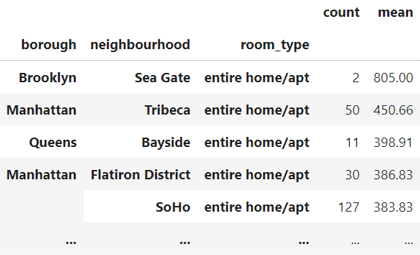 count mean
borough neighbourhood room_type
Brooklyn Sea Gate entire home/apt 2 805.00
Manhattan Tribeca entire home/apt 50 450.66
Queens Bayside entire home/apt 11 398.91
Manhattan Flatiron District entire home/apt 30 386.83
SoHo entire home/apt 127 383.83
... ... ... ... ...